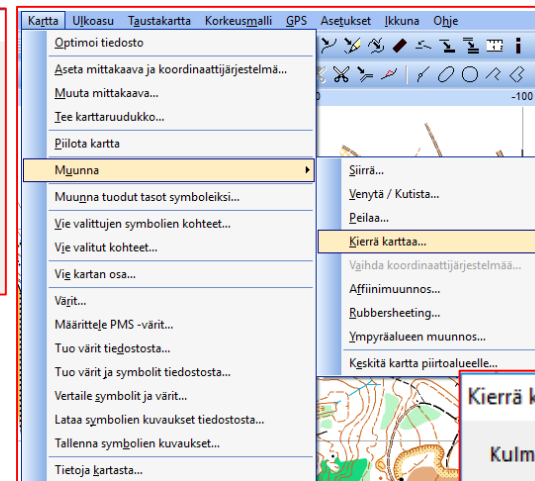 Kartta Ulkoasu Taustakartta Korkeusmalli GPS Asetukset Ikkuna Ohje
Optimoi tiedosto
Aseta mittakaava ja koordinaattijärjestelmä...
Muuta mittakaava...
Tee karttaruudukko...
Piilota kartta
Muunna
Muunna tuodut tasot symboleiksi...
Vie valittujen symbolien kohteet...
Vie valitut kohteet...
Vie kartan osa...
Värit...
Määrittele PMS -värit...
Tuo värit tiedostosta...
Tuo värit ja symbolit tiedostosta...
Vertaile symbolit ja värit...
Lataa symbolien kuvaukset tiedostosta...
Tallenna symbolien kuvaukset...
Tietoja kartasta...
-100
Siirrä...
Venytä / Kutista...
Peilaa...
Kierrä karttaa...
Vaihda koordinaattijärjestelmää...
Affiinimuunnos...
Rubbersheeting...
Ympyräalueen muunnos...
Keskitä kartta piirtoalueelle...
Kierrä k
Kulm